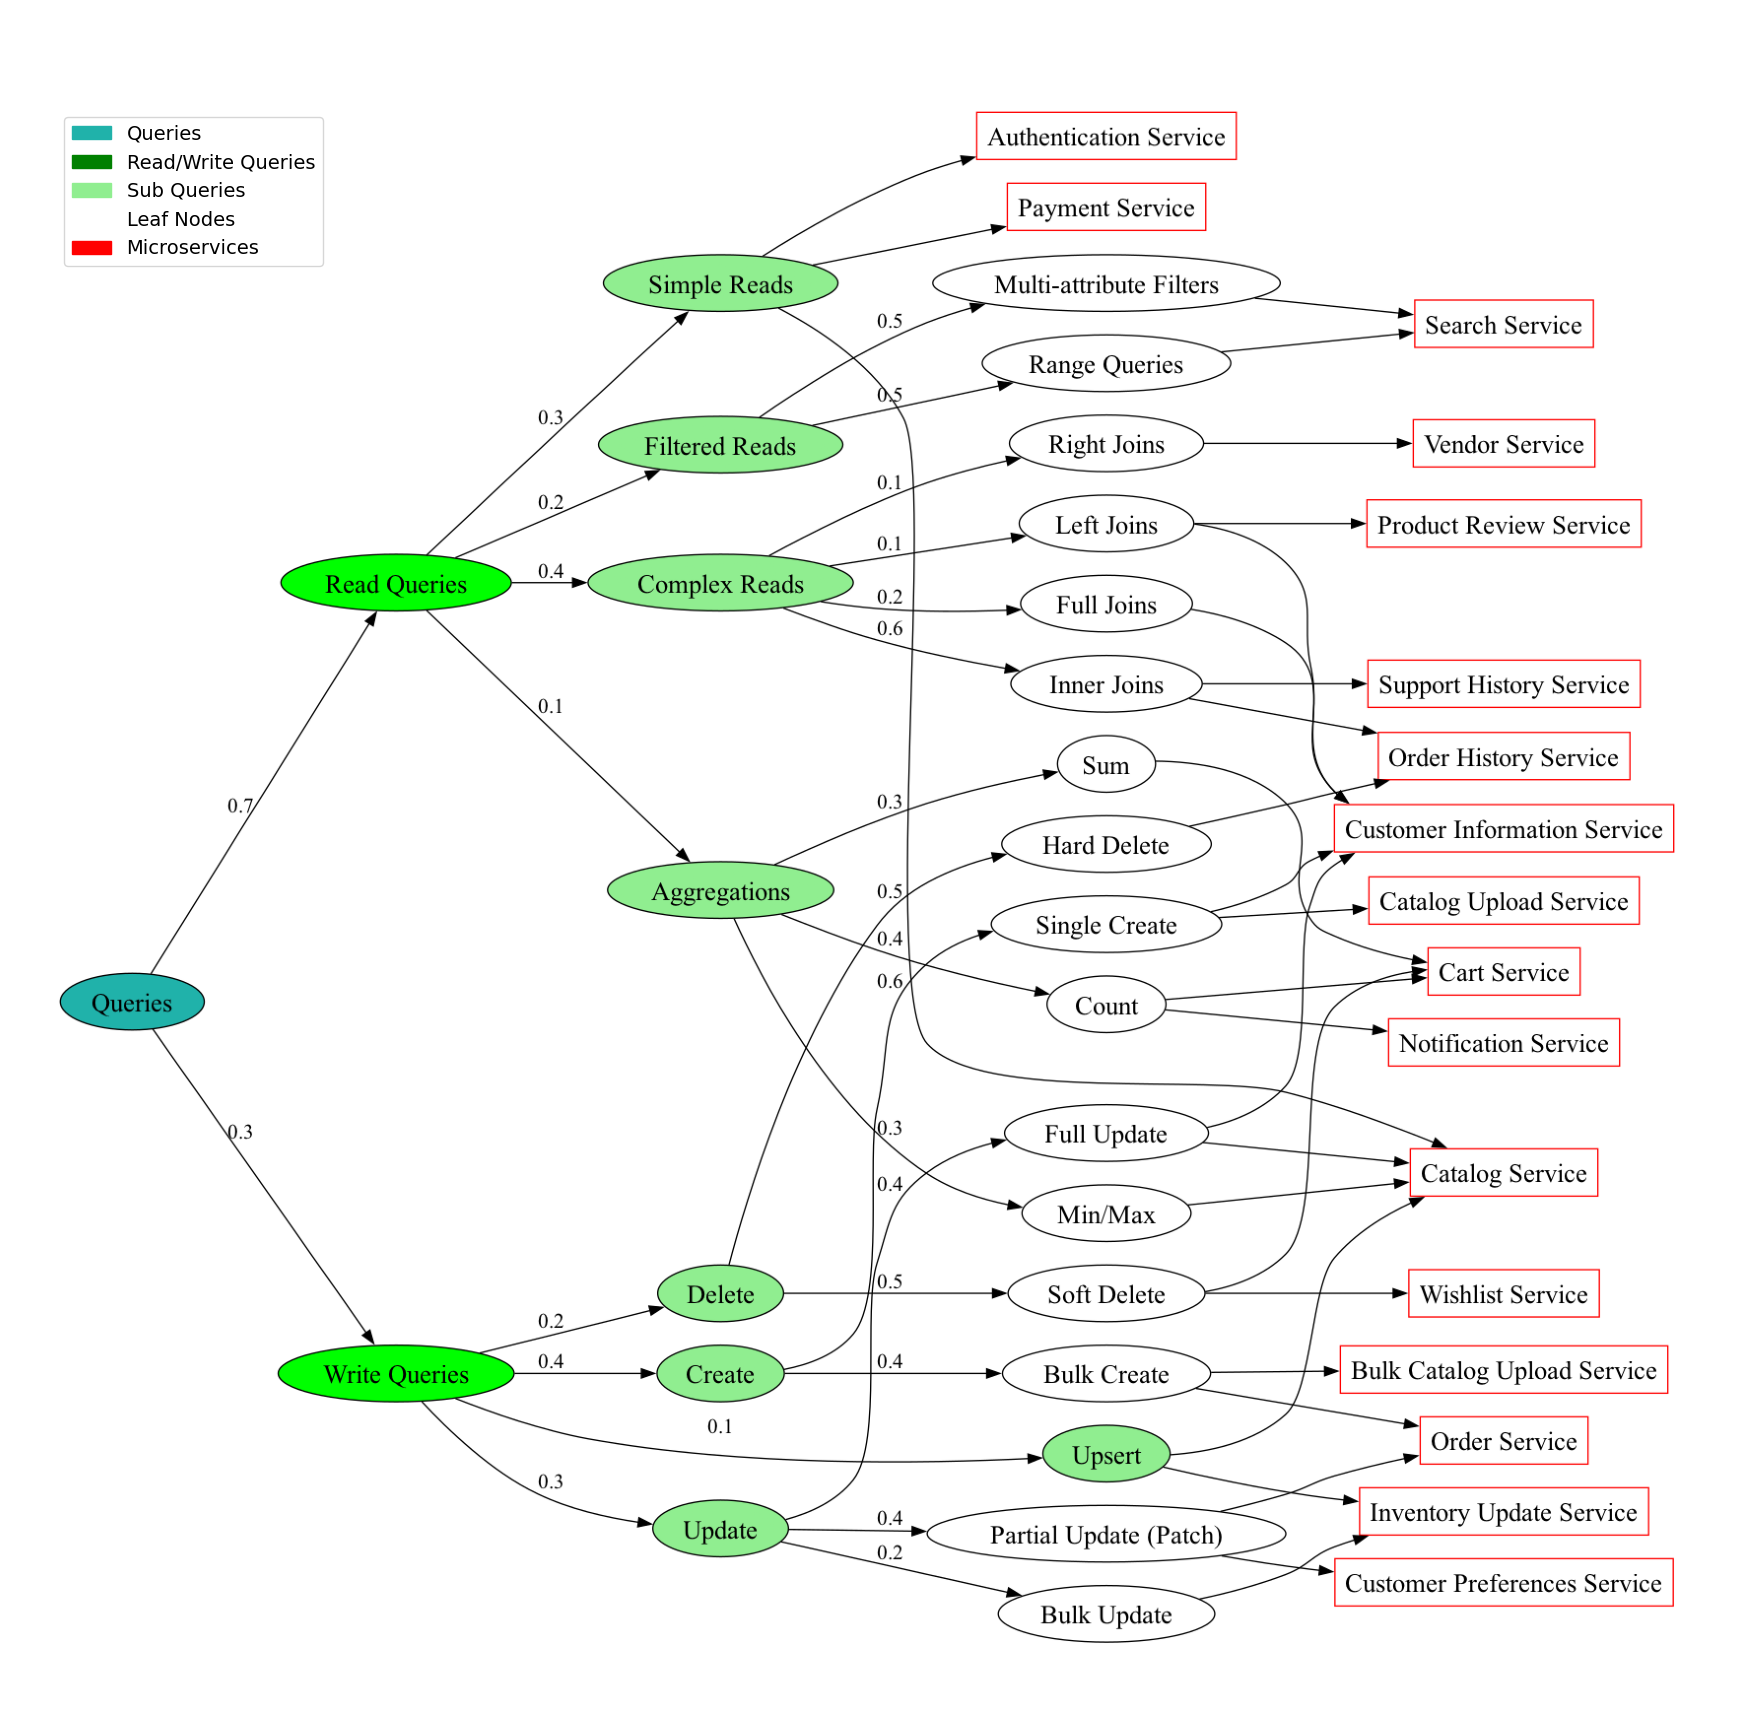 Queries
Read/Write Queries
Sub Queries
Leaf Nodes
Microservices
Authentication Service
Payment Service
Simple Reads
Multi-attribute Filters
0.5
Search Service
Range Queries
0.5
0.3
Filtered Reads
Right Joins
Vendor Service
0.1
0.2
Left Joins
Product Review Service
0.1
Read Queries
0.4
Complex Reads
0.2
Full Joins
0.6
Inner Joins
Support History Service
0.1
Sum
Order History Service
0.7
0.3
Hard Delete
Customer Information Service
Aggregations
0.5
Single Create
Catalog Upload Service
0.4
0.6
Cart Service
Queries
Count
Notification Service
0.3
0.3
Full Update
Catalog Service
0.4
Min/Max
0.5
Delete
Soft Delete
Wishlist Service
0.2
0.4
0.4
Write Queries
Create
Bulk Create
Bulk Catalog Upload Service
0.1
Upsert
Order Service
0.3
Update
0.4
Partial Update (Patch)
Inventory Update Service
0.2
Customer Preferences Service
Bulk Update